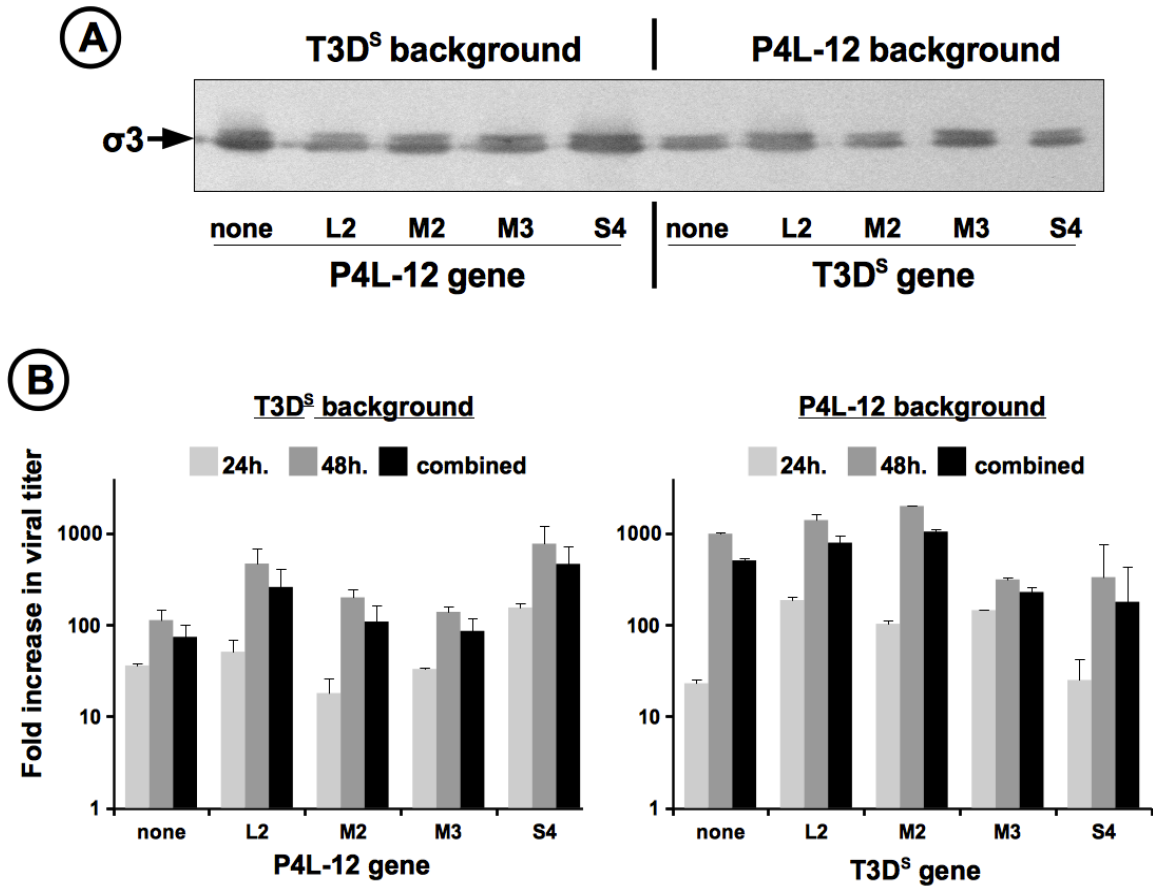 A
T3Dˢ background P4L-12 background
σ3
none L2 M2 M3 S4 none L2 M2 M3 S4
P4L-12 gene T3Dˢ gene
B
T3Dˢ background P4L-12 background
24h. 48h. combined 24h. 48h. combined
Fold increase in viral titer
1000 1000
100 100
10 10
1 1
none L2 M2 M3 S4 none L2 M2 M3 S4
P4L-12 gene T3Dˢ gene